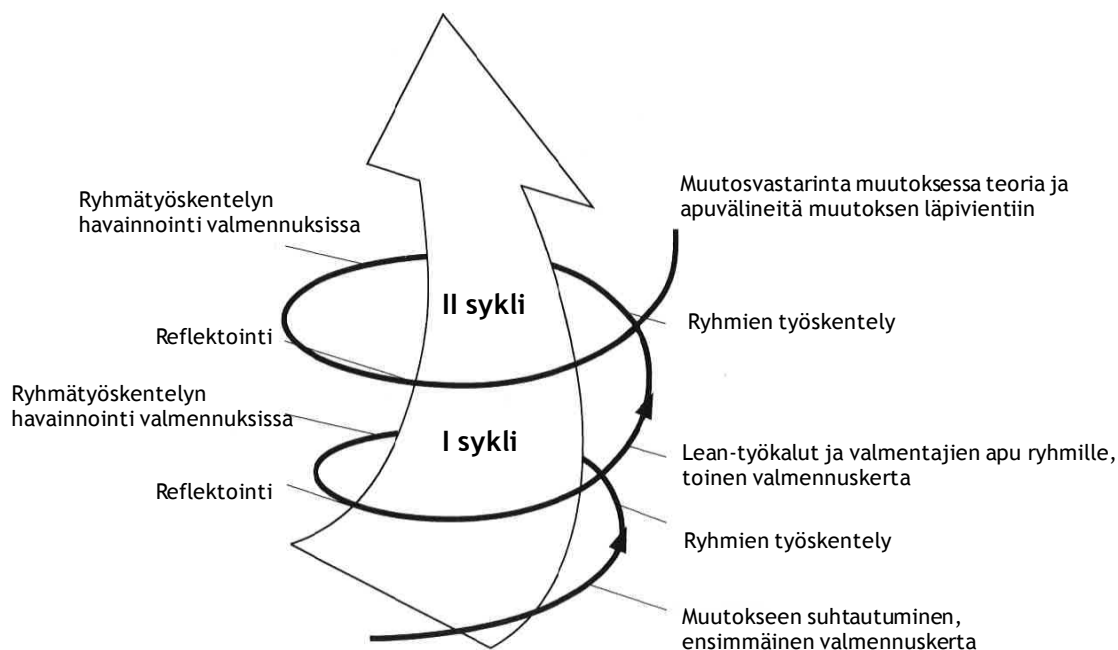 Ryhmätyöskentelyn
havainnointi valmennuksissa
Muutosvastarinta muutoksessa teoria ja
apuvälineitä muutoksen läpivientiin
II sykli
Ryhmien työskentely
Reflektointi
Ryhmätyöskentelyn
havainnointi valmennuksissa
I sykli
Lean-työkalut ja valmentajien apu ryhmille,
toinen valmennuskerta
Reflektointi
Ryhmien työskentely
Muutokseen suhtautuminen,
ensimmäinen valmennuskerta